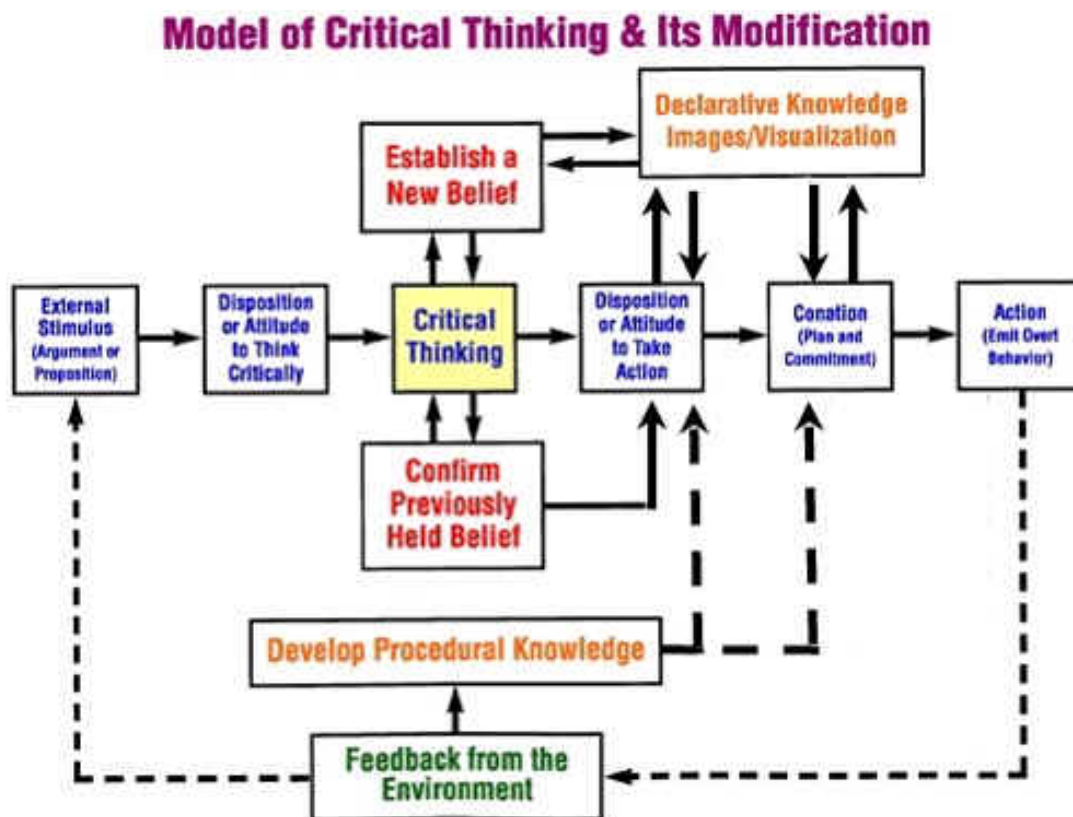 Model of Critical Thinking & Its Modification
Declarative Knowledge
Images/Visualization
Establish a
New Belief
External
Stimulus
(Argument or
Proposition)
Disposition
or Attitude
to Think
Critically
Critical
Thinking
Disposition
or Attitude
to Take
Action
Conation
(Plan and
Commitment)
Action
(Emit Overt
Behavior)
Confirm
Previously
Held Belief
Develop Procedural Knowledge
Feedback from the
Environment